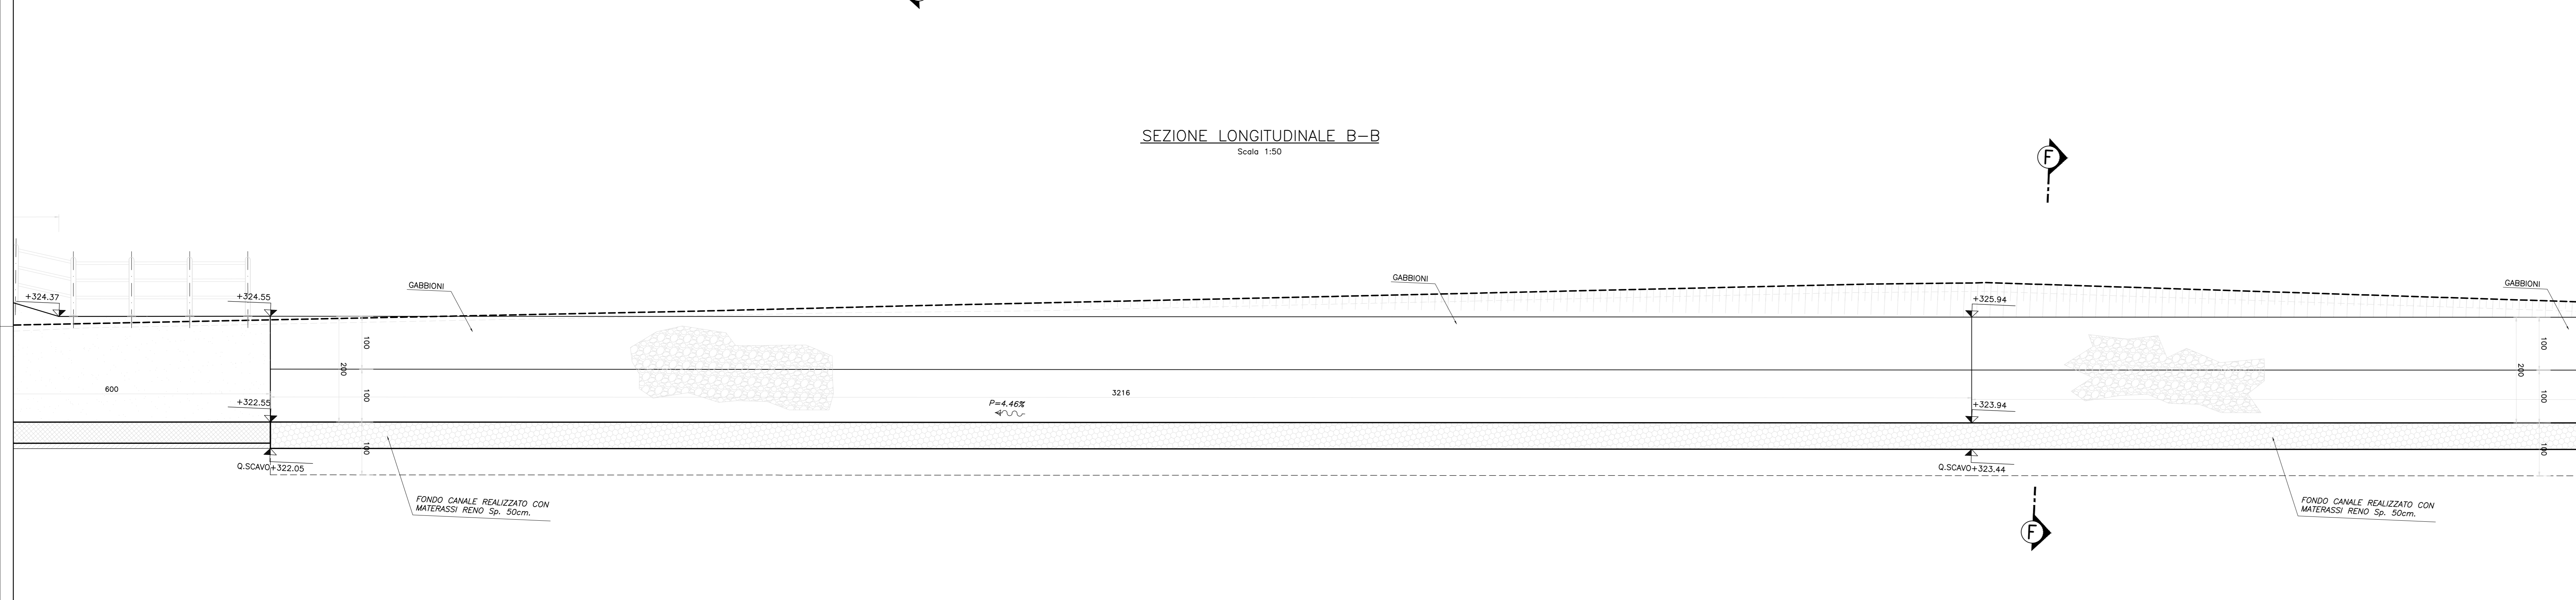 SEZIONE LONGITUDINALE B-B
Scala 1:50
F
GABBIONI
GABBIONI
GABBIONI
+324.37
+324.55
+325.94
100
200
100
100
100
200
100
100
600
3216
+322.55
P=4.46%
+323.94
Q.SCAVO+322.05
Q.SCAVO+323.44
FONDO CANALE REALIZZATO CON
MATERASSI RENO Sp. 50cm.
FONDO CANALE REALIZZATO CON
MATERASSI RENO Sp. 50cm.
F